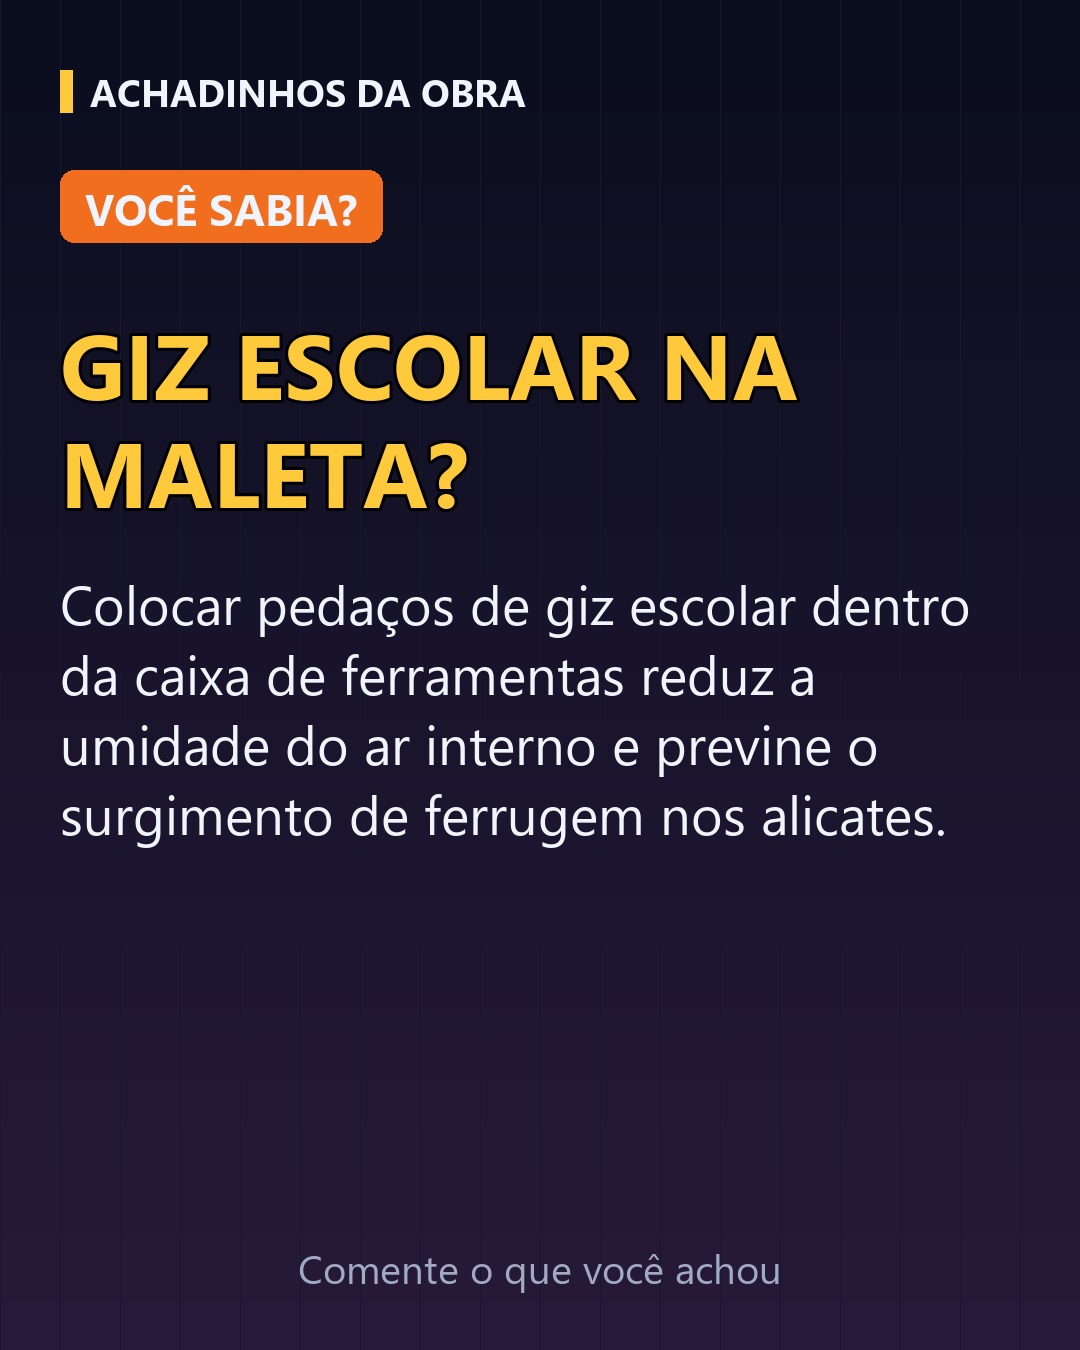 ACHADINHOS DA OBRA
VOCÊ SABIA?
GIZ ESCOLAR NA
MALETA?
Colocar pedaços de giz escolar dentro
da caixa de ferramentas reduz a
umidade do ar interno e previne o
surgimento de ferrugem nos alicates.
Comente o que você achou